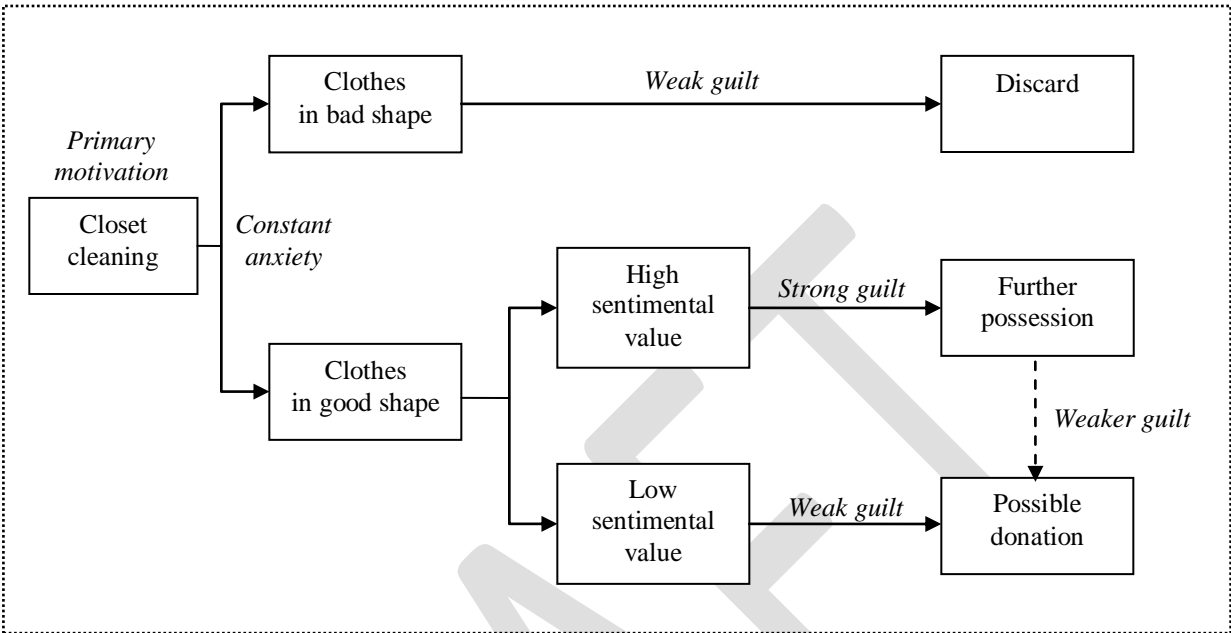 Primary
motivation
Closet
cleaning
Constant
anxiety
Clothes
in bad shape
Weak guilt
Discard
Clothes
in good shape
High
sentimental
value
Strong guilt
Further
possession
Weaker guilt
Low
sentimental
value
Weak guilt
Possible
donation